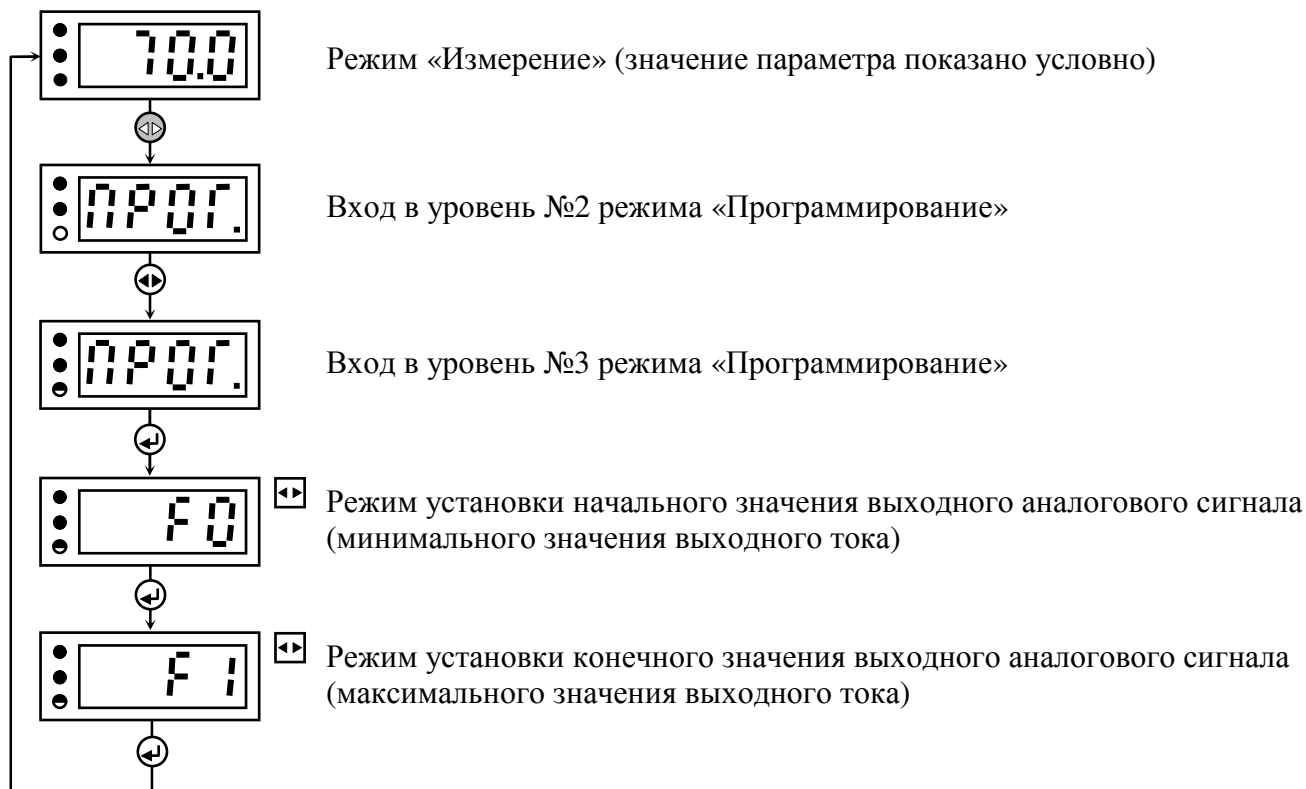 70.0
Режим «Измерение» (значение параметра показано условно)
ПРОГ.
Вход в уровень №2 режима «Программирование»
ПРОГ.
Вход в уровень №3 режима «Программирование»
F0
Режим установки начального значения выходного аналогового сигнала
(минимального значения выходного тока)
F1
Режим установки конечного значения выходного аналогового сигнала
(максимального значения выходного тока)